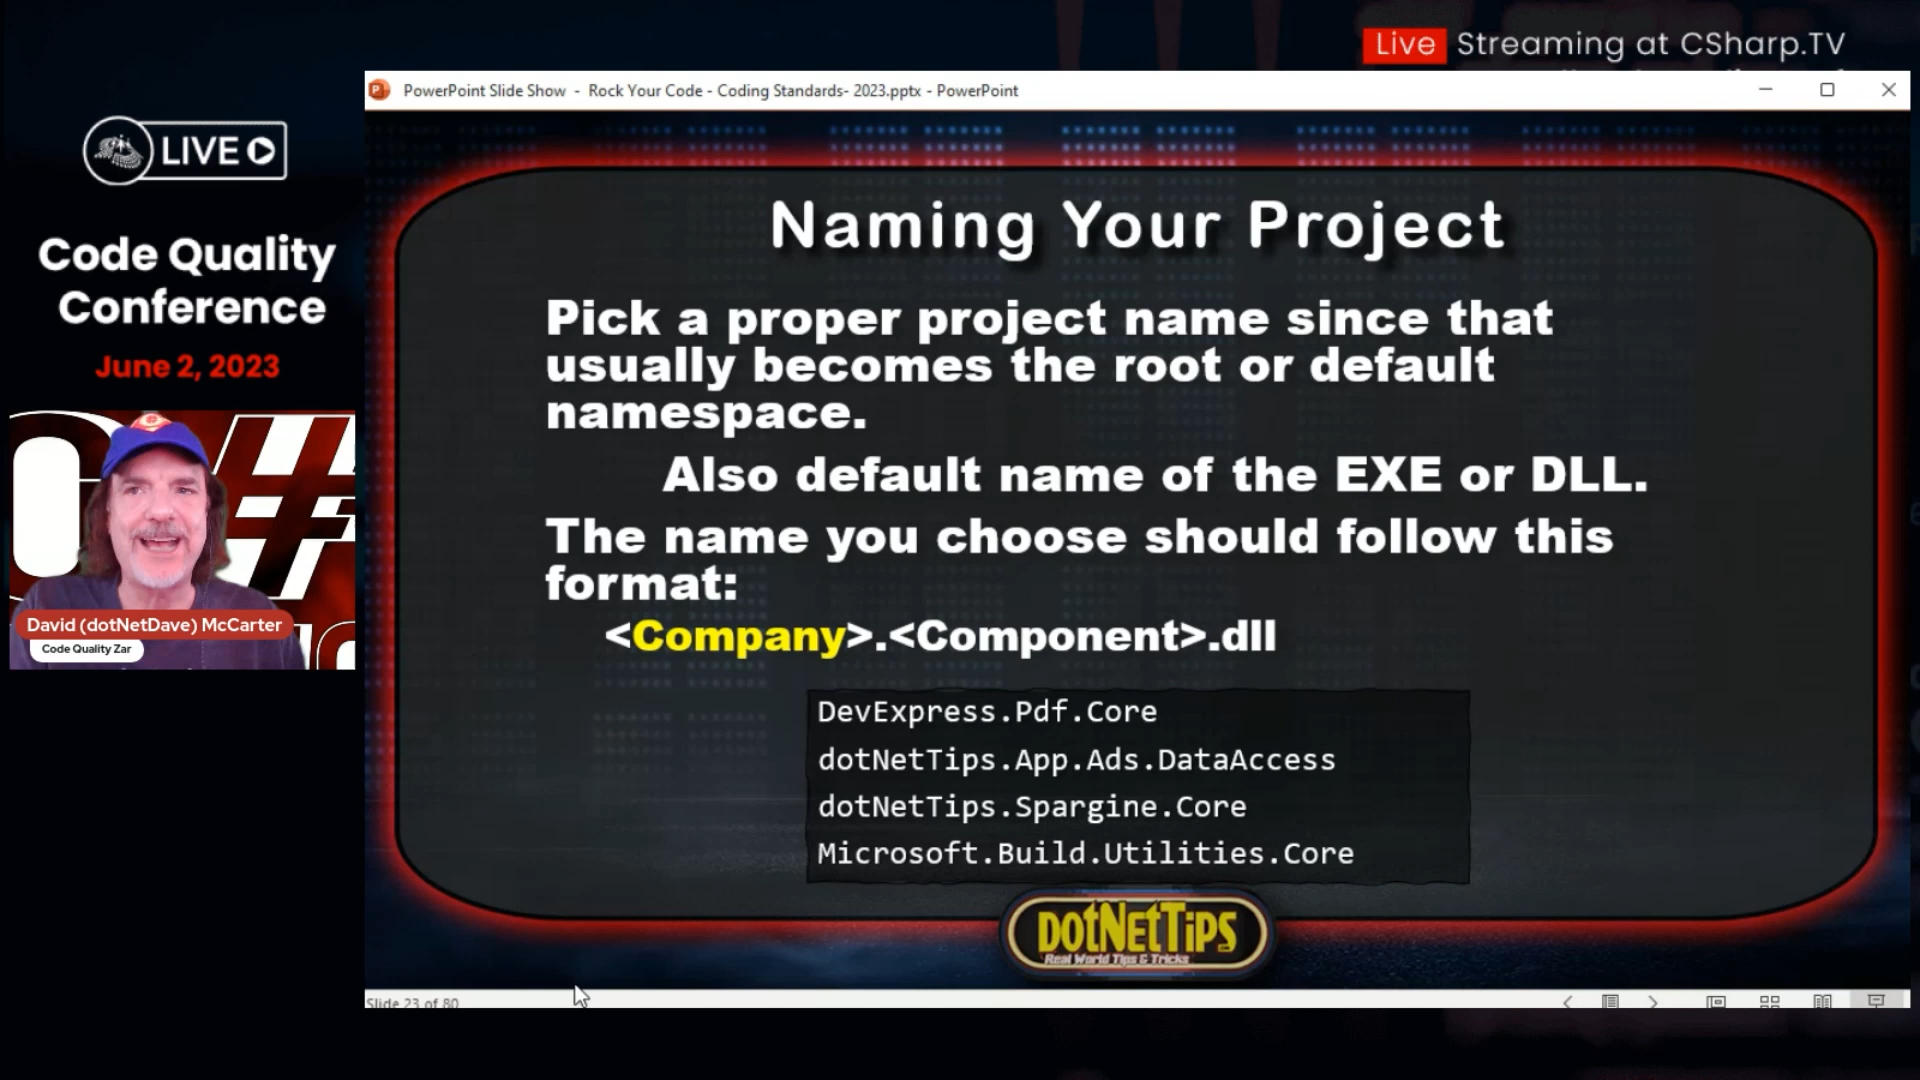 Live Streaming at CSharp.TV
PowerPoint Slide Show - Rock Your Code - Coding Standards- 2023.pptx - PowerPoint
LIVE
Code Quality
Conference
June 2, 2023
David (dotNetDave) McCarter
Code Quality Zar
Naming Your Project
Pick a proper project name since that
usually becomes the root or default
namespace.
Also default name of the EXE or DLL.
The name you choose should follow this
format:
<Company>.<Component>.dll
DevExpress.Pdf.Core
dotNetTips.App.Ads.DataAccess
dotNetTips.Spargine.Core
Microsoft.Build.Utilities.Core
dotNetTips
Real World Tips & Tricks
Slide 23 of 80